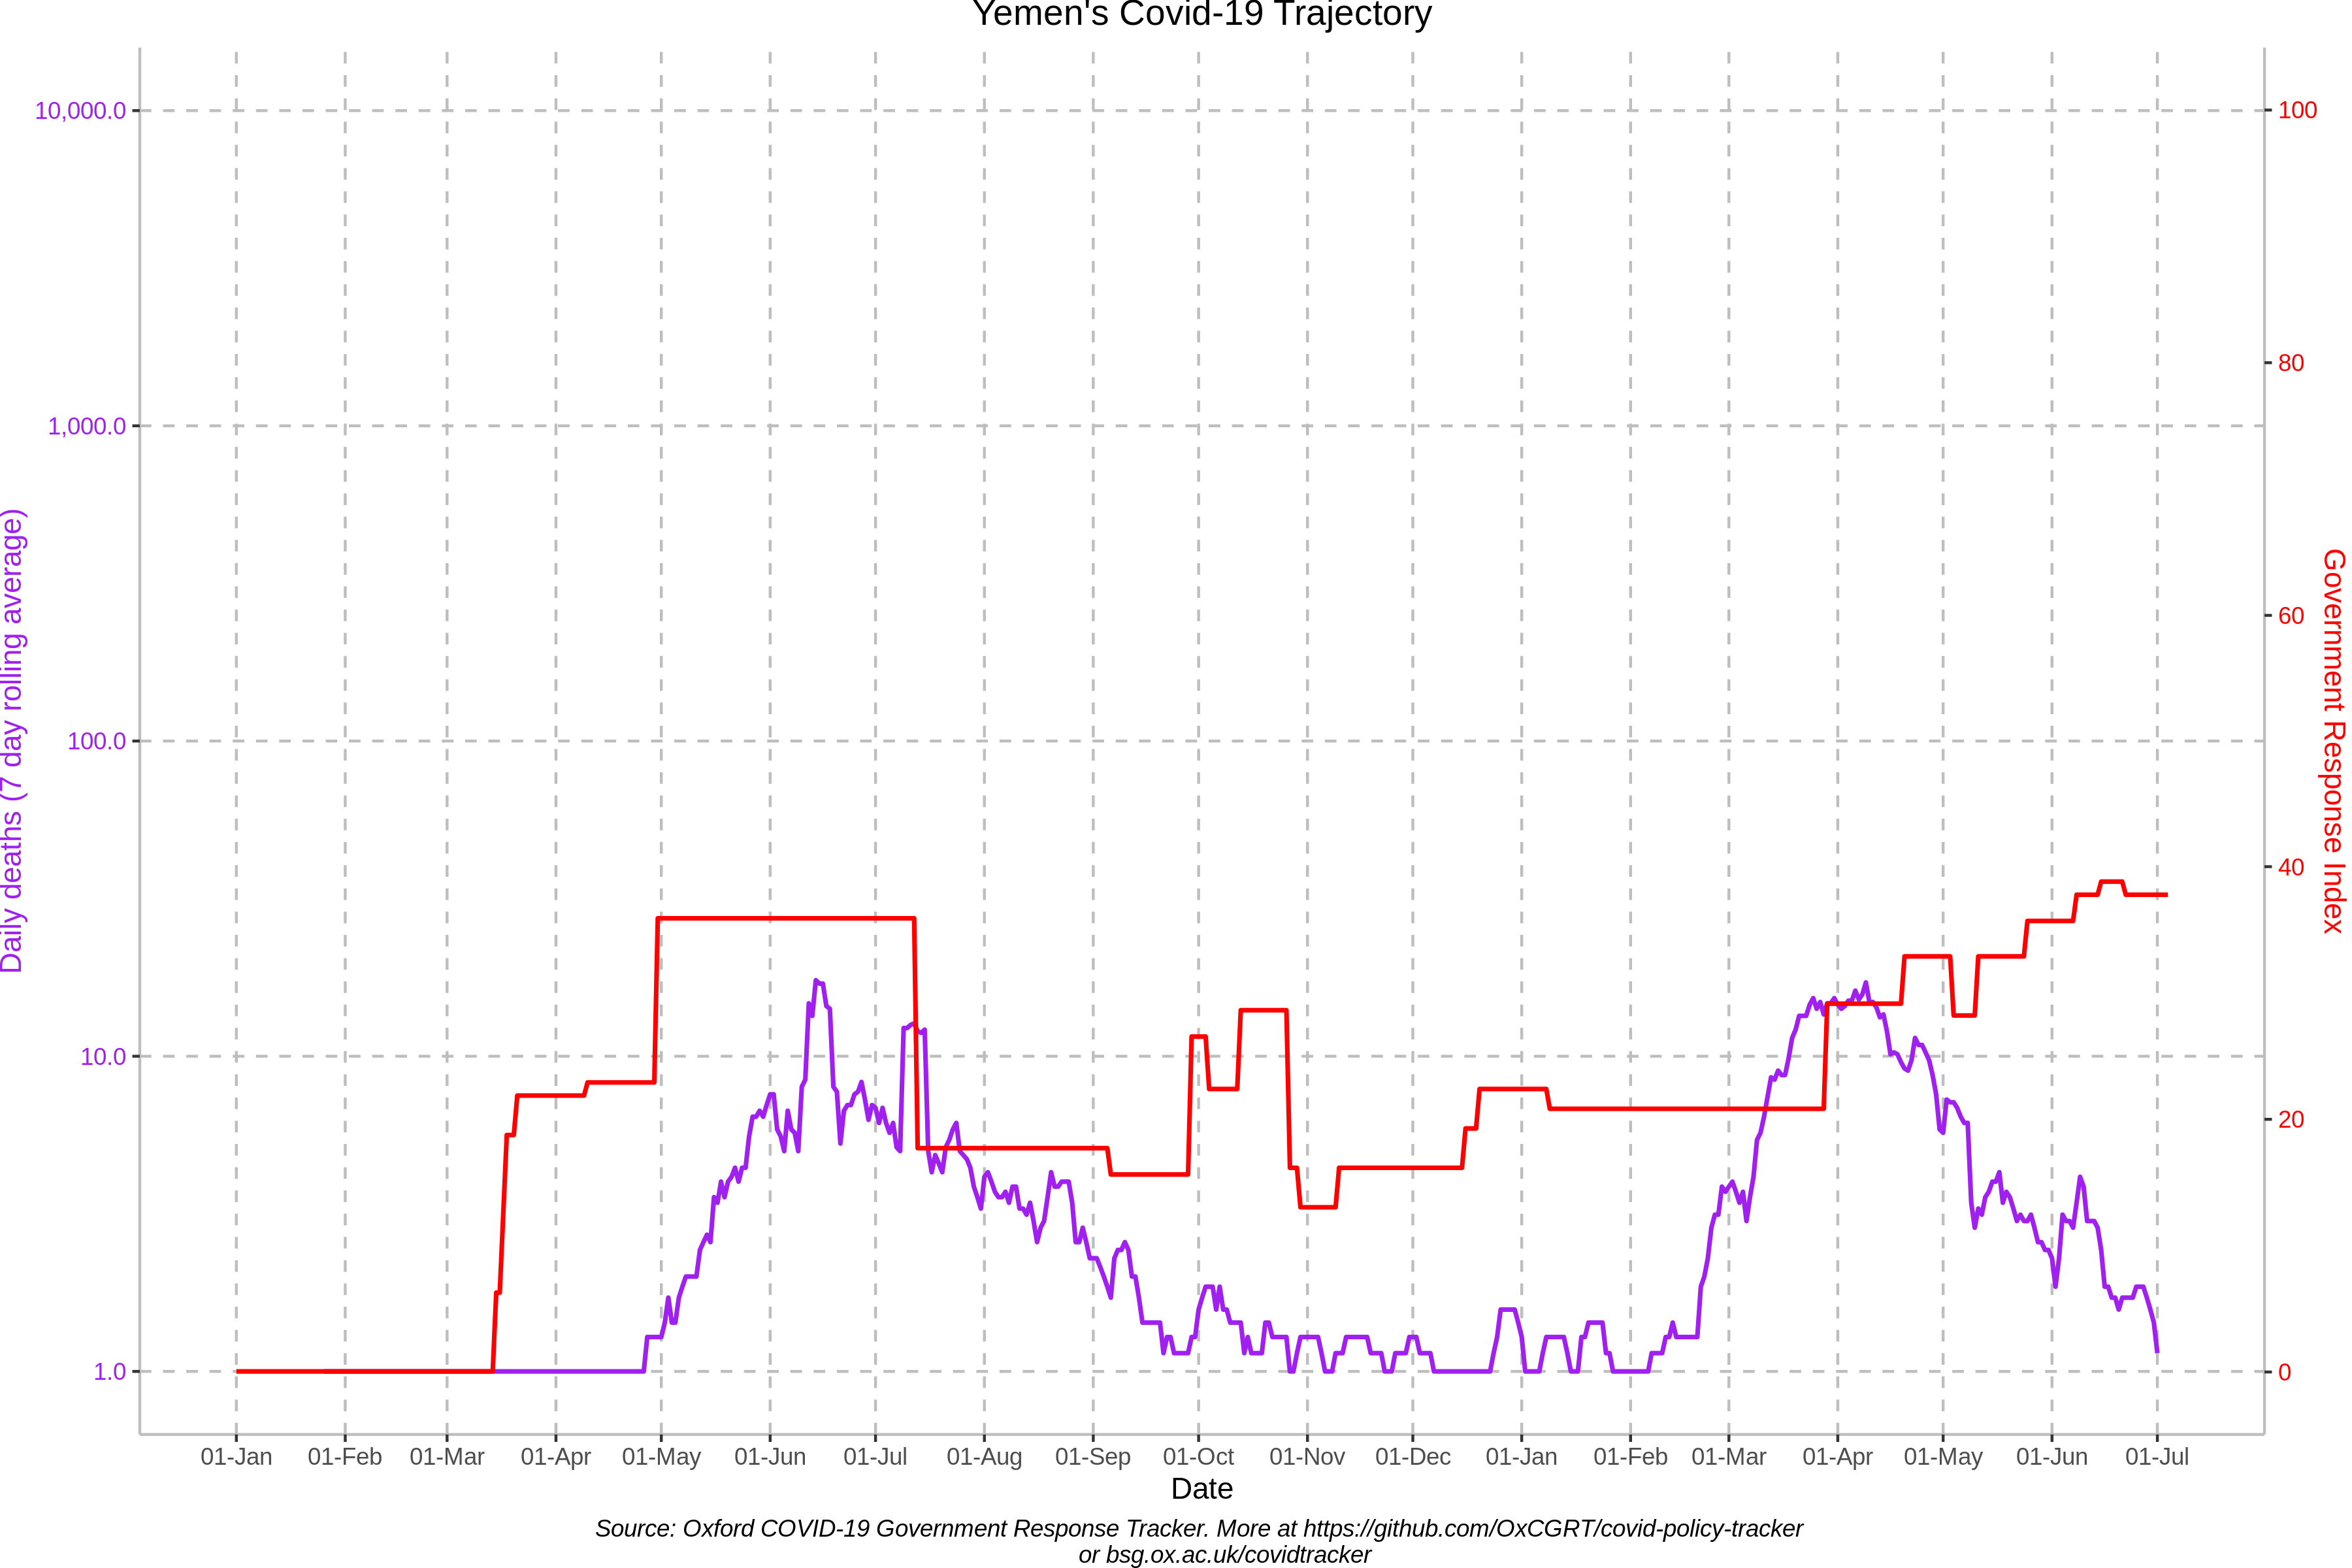 Yemen's Covid-19 Trajectory
Daily deaths (7 day rolling average)
10,000.0
1,000.0
100.0
10.0
1.0
100
80
60
40
20
0
Government Response Index
01-Jan 01-Feb 01-Mar 01-Apr 01-May 01-Jun 01-Jul 01-Aug 01-Sep 01-Oct 01-Nov 01-Dec 01-Jan 01-Feb 01-Mar 01-Apr 01-May 01-Jun 01-Jul
Date
Source: Oxford COVID-19 Government Response Tracker. More at https://github.com/OxCGRT/covid-policy-tracker
or bsg.ox.ac.uk/covidtracker